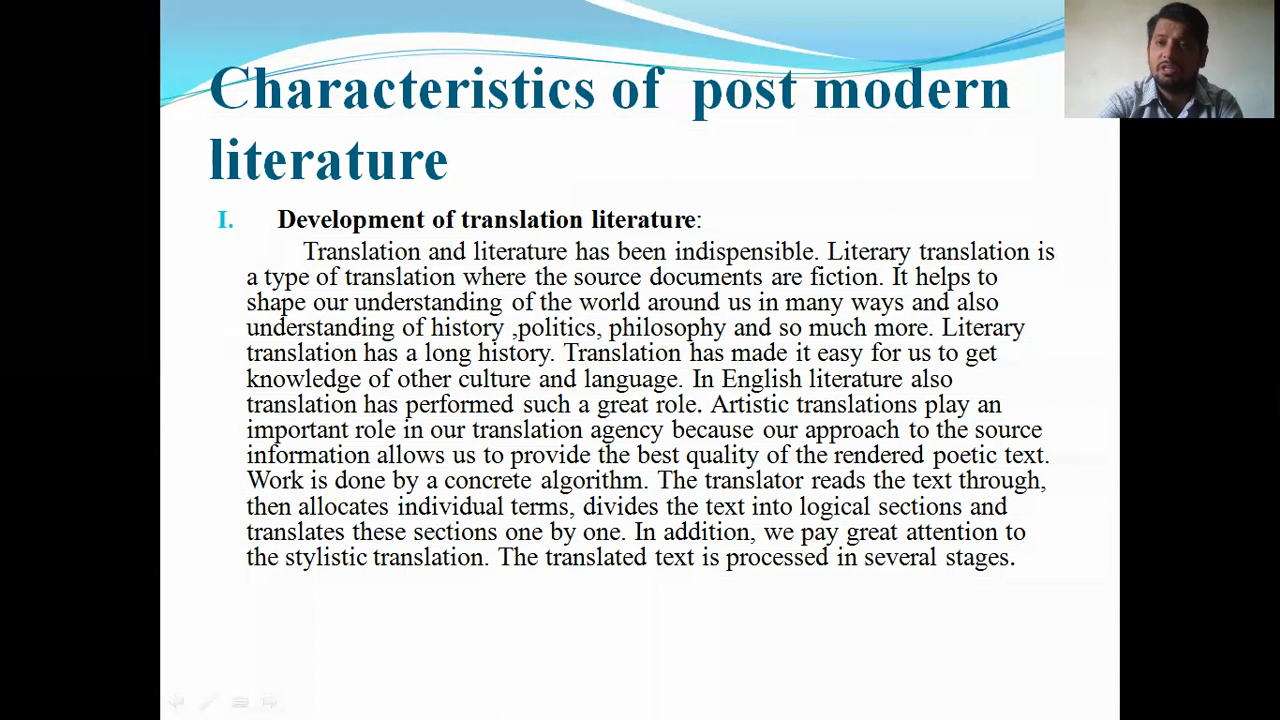 Characteristics of  post modern
literature
I. Development of translation literature:
Translation and literature has been indispensible. Literary translation is
a type of translation where the source documents are fiction. It helps to
shape our understanding of the world around us in many ways and also
understanding of history ,politics, philosophy and so much more. Literary
translation has a long history. Translation has made it easy for us to get
knowledge of other culture and language. In English literature also
translation has performed such a great role. Artistic translations play an
important role in our translation agency because our approach to the source
information allows us to provide the best quality of the rendered poetic text.
Work is done by a concrete algorithm. The translator reads the text through,
then allocates individual terms, divides the text into logical sections and
translates these sections one by one. In addition, we pay great attention to
the stylistic translation. The translated text is processed in several stages.